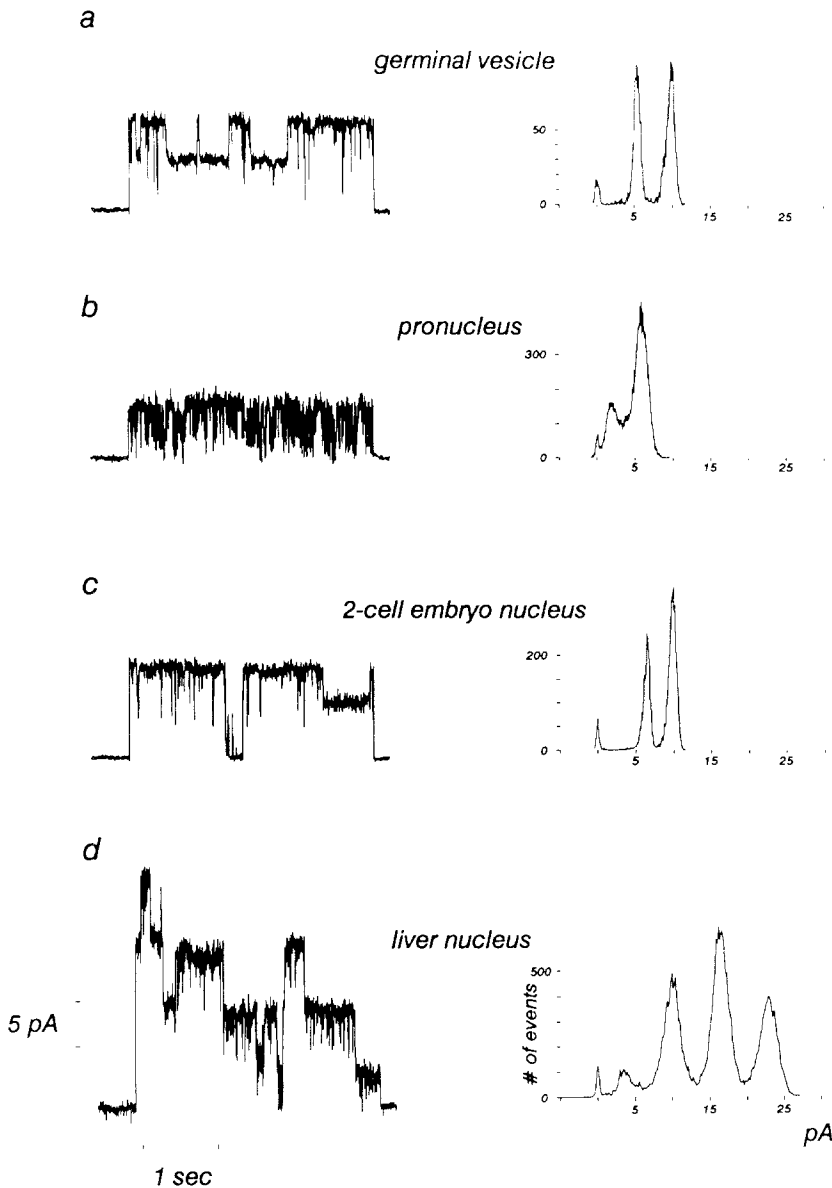 a
germinal vesicle
50
0
5
15
25
b
pronucleus
300
0
5
15
25
c
2-cell embryo nucleus
200
0
5
15
25
d
liver nucleus
5 pA
# of events
500
0
5
15
25
pA
1 sec